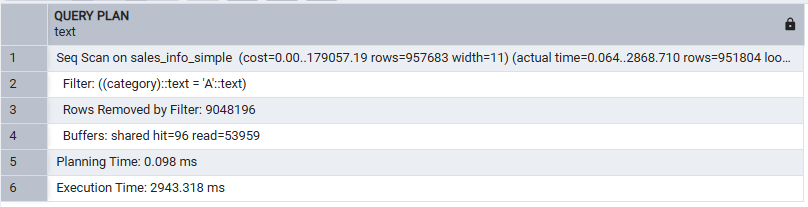 QUERY PLAN
text
1 Seq Scan on sales_info_simple (cost=0.00..179057.19 rows=957683 width=11) (actual time=0.064..2868.710 rows=951804 loo...
2 Filter: ((category)::text = 'A'::text)
3 Rows Removed by Filter: 9048196
4 Buffers: shared hit=96 read=53959
5 Planning Time: 0.098 ms
6 Execution Time: 2943.318 ms